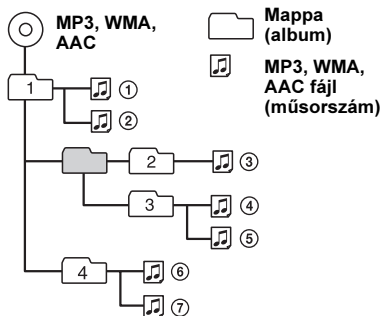 MP3, WMA,
AAC
Mappa
(album)
MP3, WMA,
AAC fájl
(műsorszám)
1
①
②
2
③
3
④
⑤
4
⑥
⑦